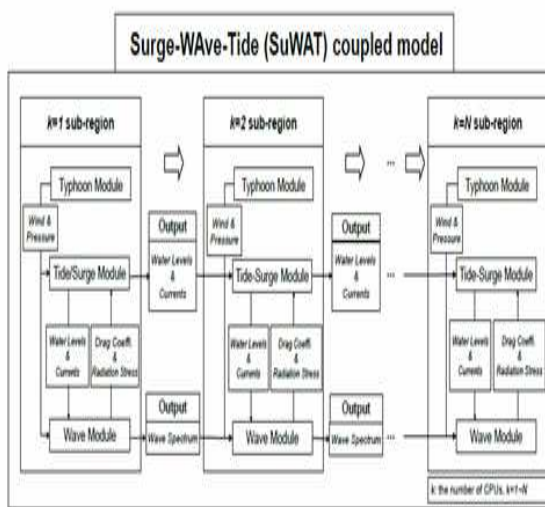 Surge-WAve-Tide (SuWAT) coupled model
k=1 sub-region
Typhoon Module
Wind &
Pressure
Tide/Surge Module
Water Levels
&
Currents
Drag Coeffi.
&
Radiation Stress
Wave Module
Output
Water Levels
&
Currents
Output
Wave Spectrum
k=2 sub-region
Typhoon Module
Wind &
Pressure
Tide-Surge Module
Water Levels
&
Currents
Drag Coeffi.
&
Radiation Stress
Wave Module
Output
Water Levels
&
Currents
Output
Wave Spectrum
...
...
...
k=N sub-region
Typhoon Module
Wind &
Pressure
Tide-Surge Module
Water Levels
&
Currents
Drag Coeffi.
&
Radiation Stress
Wave Module
k: the number of CPUs, k=1~N